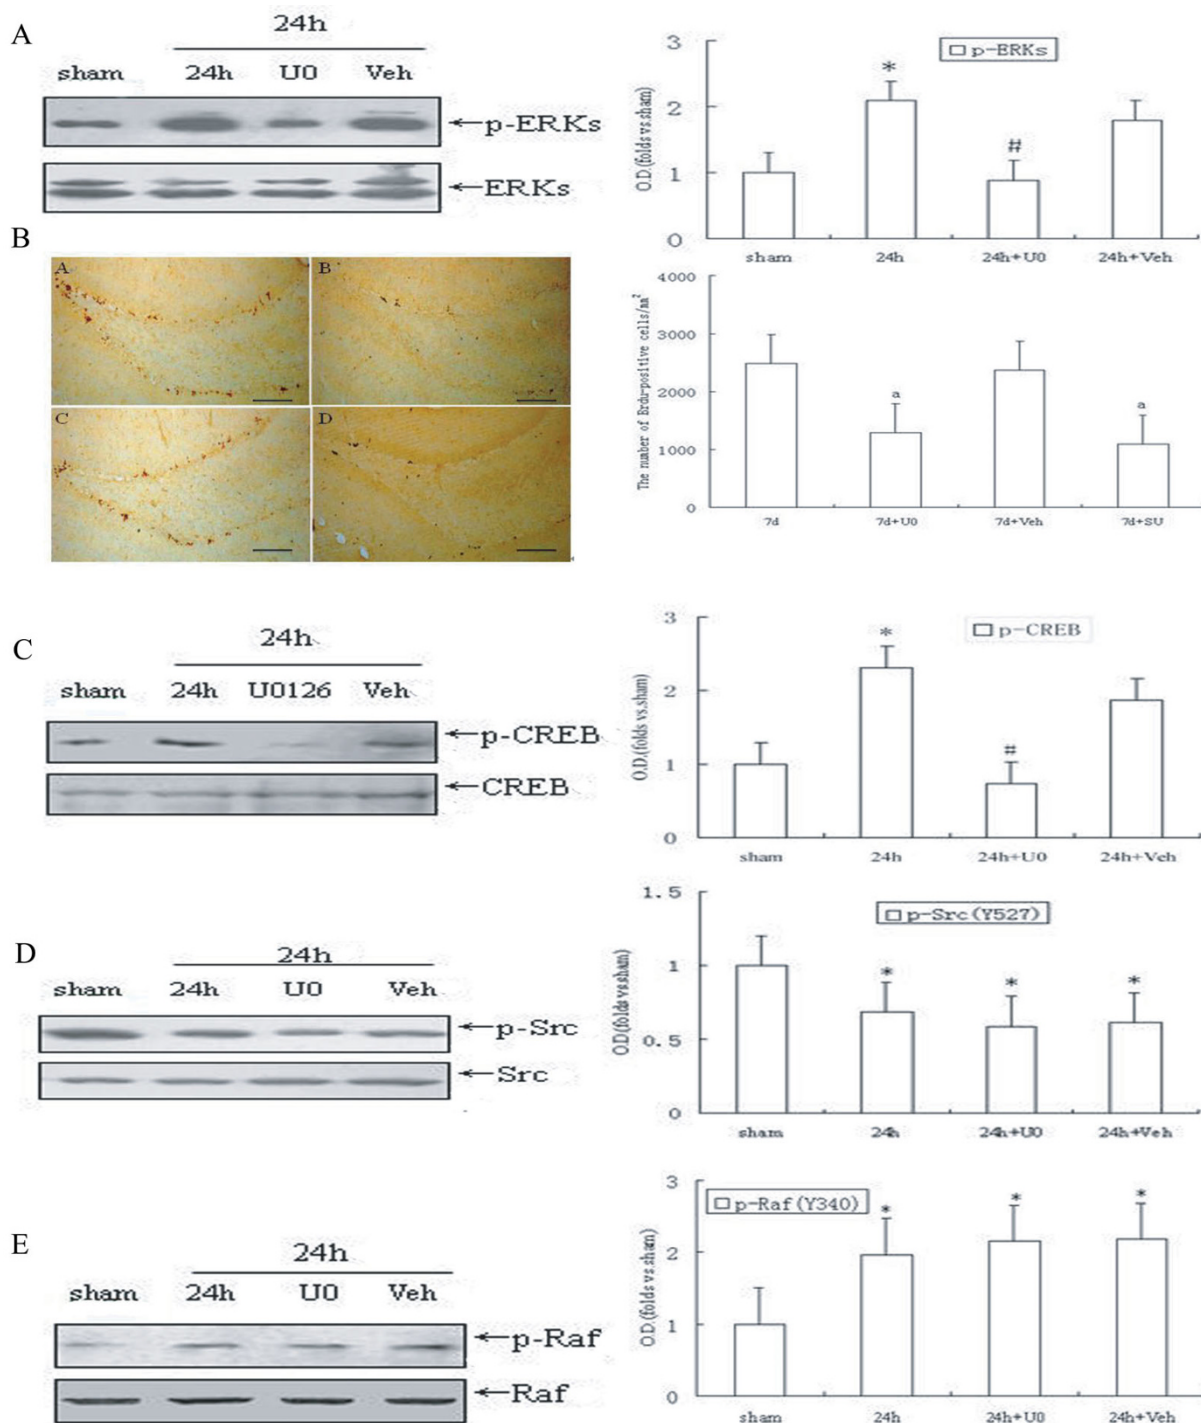 A
24h
sham 24h U0 Veh
p-ERKs
ERKs
3
2
1
0
O.D.(folds vs.sham)
p-ERKs
*
#
sham 24h 24h+U0 24h+Veh
B
A B
C D
4000
3000
2000
1000
0
The number of Brdu-positive cells/mm²
a
a
7d 7d+U0 7d+Veh 7d+SU
C
24h
sham 24h U0126 Veh
p-CREB
CREB
3
2
1
0
O.D.(folds vs.sham)
p-CREB
*
#
sham 24h 24h+U0 24h+Veh
D
24h
sham 24h U0 Veh
p-Src
Src
1.5
1
0.5
0
O.D(folds vs.sham)
p-Src(Y527)
* * *
sham 24h 24h+U0 24h+Veh
E
24h
sham 24h U0 Veh
p-Raf
Raf
3
2
1
0
O.D.(folds vs.sham)
p-Raf(Y340)
* * *
sham 24h 24h+U0 24h+Veh